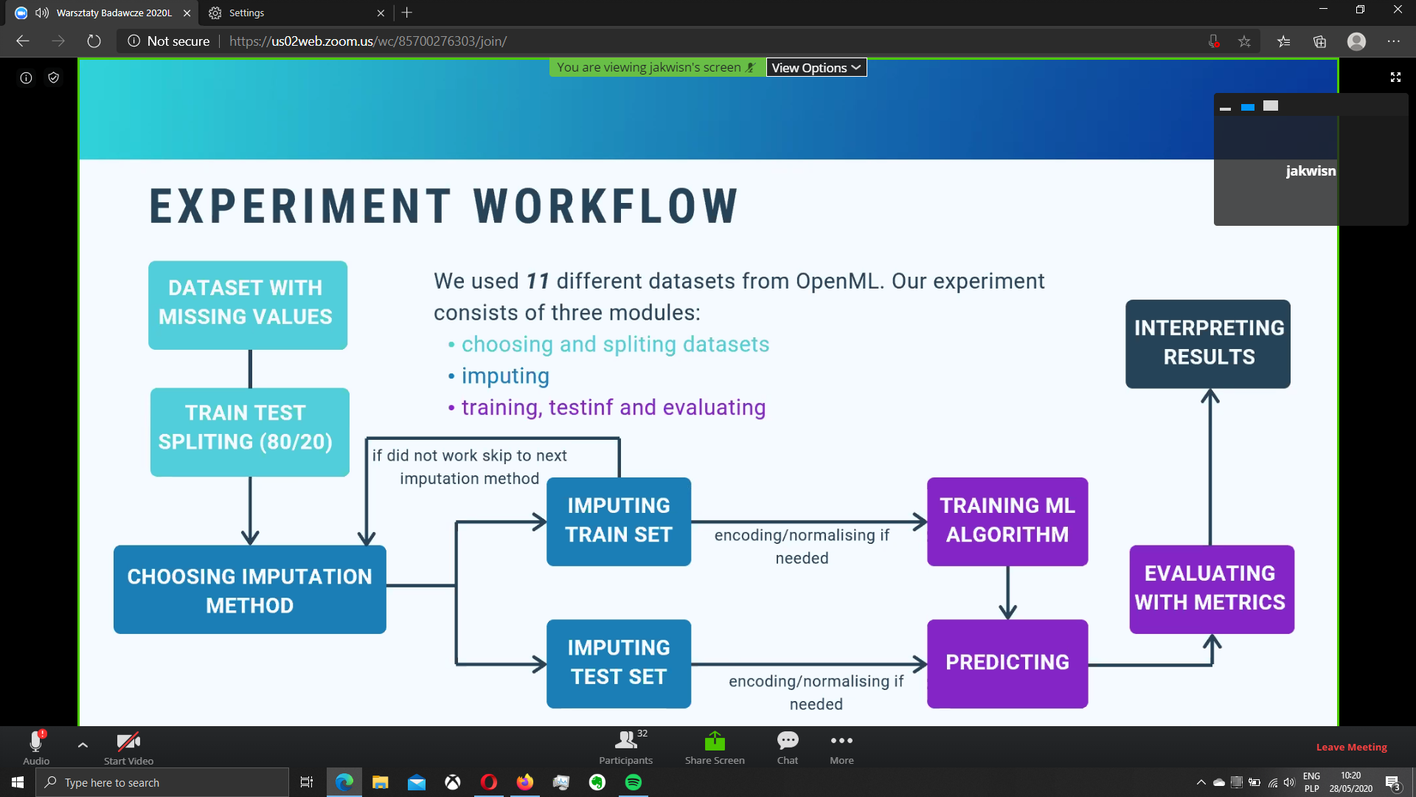 Warsztaty Badawcze 2020L
Settings
Not secure
https://us02web.zoom.us/wc/85700276303/join/
You are viewing jakwisn's screen
View Options
jakwisn
EXPERIMENT WORKFLOW
DATASET WITH
MISSING VALUES
We used 11 different datasets from OpenML. Our experiment
consists of three modules:
• choosing and spliting datasets
• imputing
• training, testinf and evaluating
INTERPRETING
RESULTS
TRAIN TEST
SPLITING (80/20)
if did not work skip to next
imputation method
IMPUTING
TRAIN SET
encoding/normalising if
needed
TRAINING ML
ALGORITHM
CHOOSING IMPUTATION
METHOD
EVALUATING
WITH METRICS
IMPUTING
TEST SET
encoding/normalising if
needed
PREDICTING
Audio
Start Video
32
Participants
Share Screen
Chat
More
Leave Meeting
Type here to search
ENG
PLP
10:20
28/05/2020
3